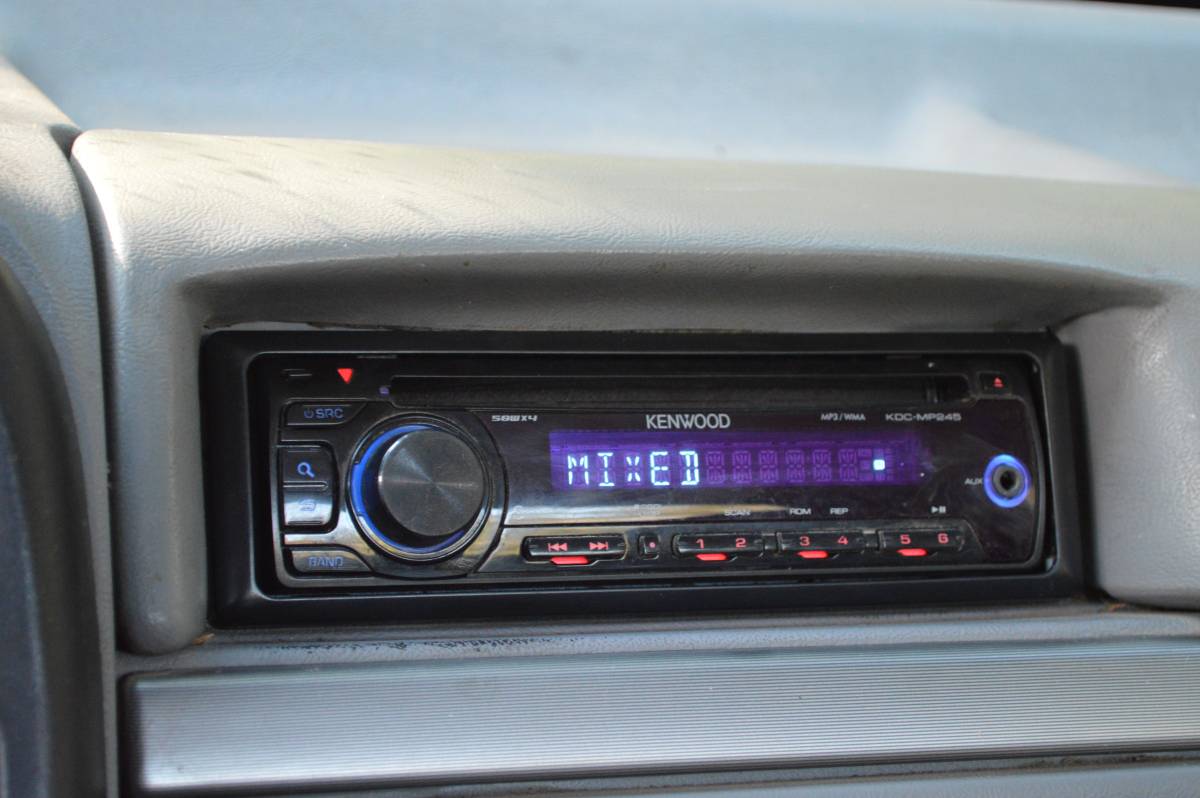 SRC
50WX4
KENWOOD
MP3/WMA
KDC-MP245
MIXED
AUX
SCAN
RDM
REP
BAND
1 2
3 4
5 6